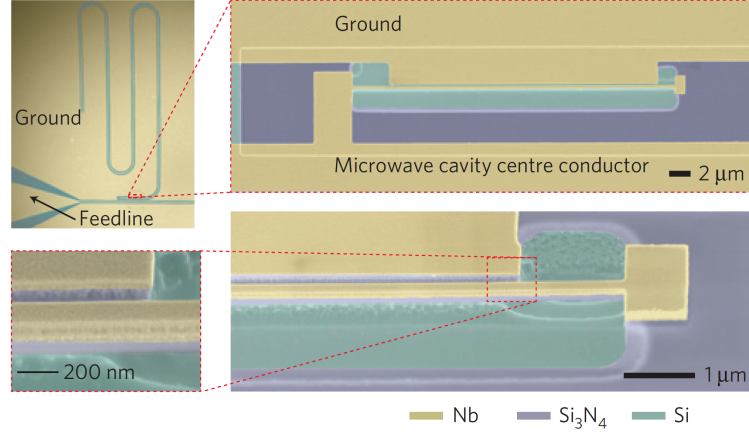 Ground
Feedline
Ground
Microwave cavity centre conductor
2 μm
200 nm
1 μm
Nb
Si₃N₄
Si